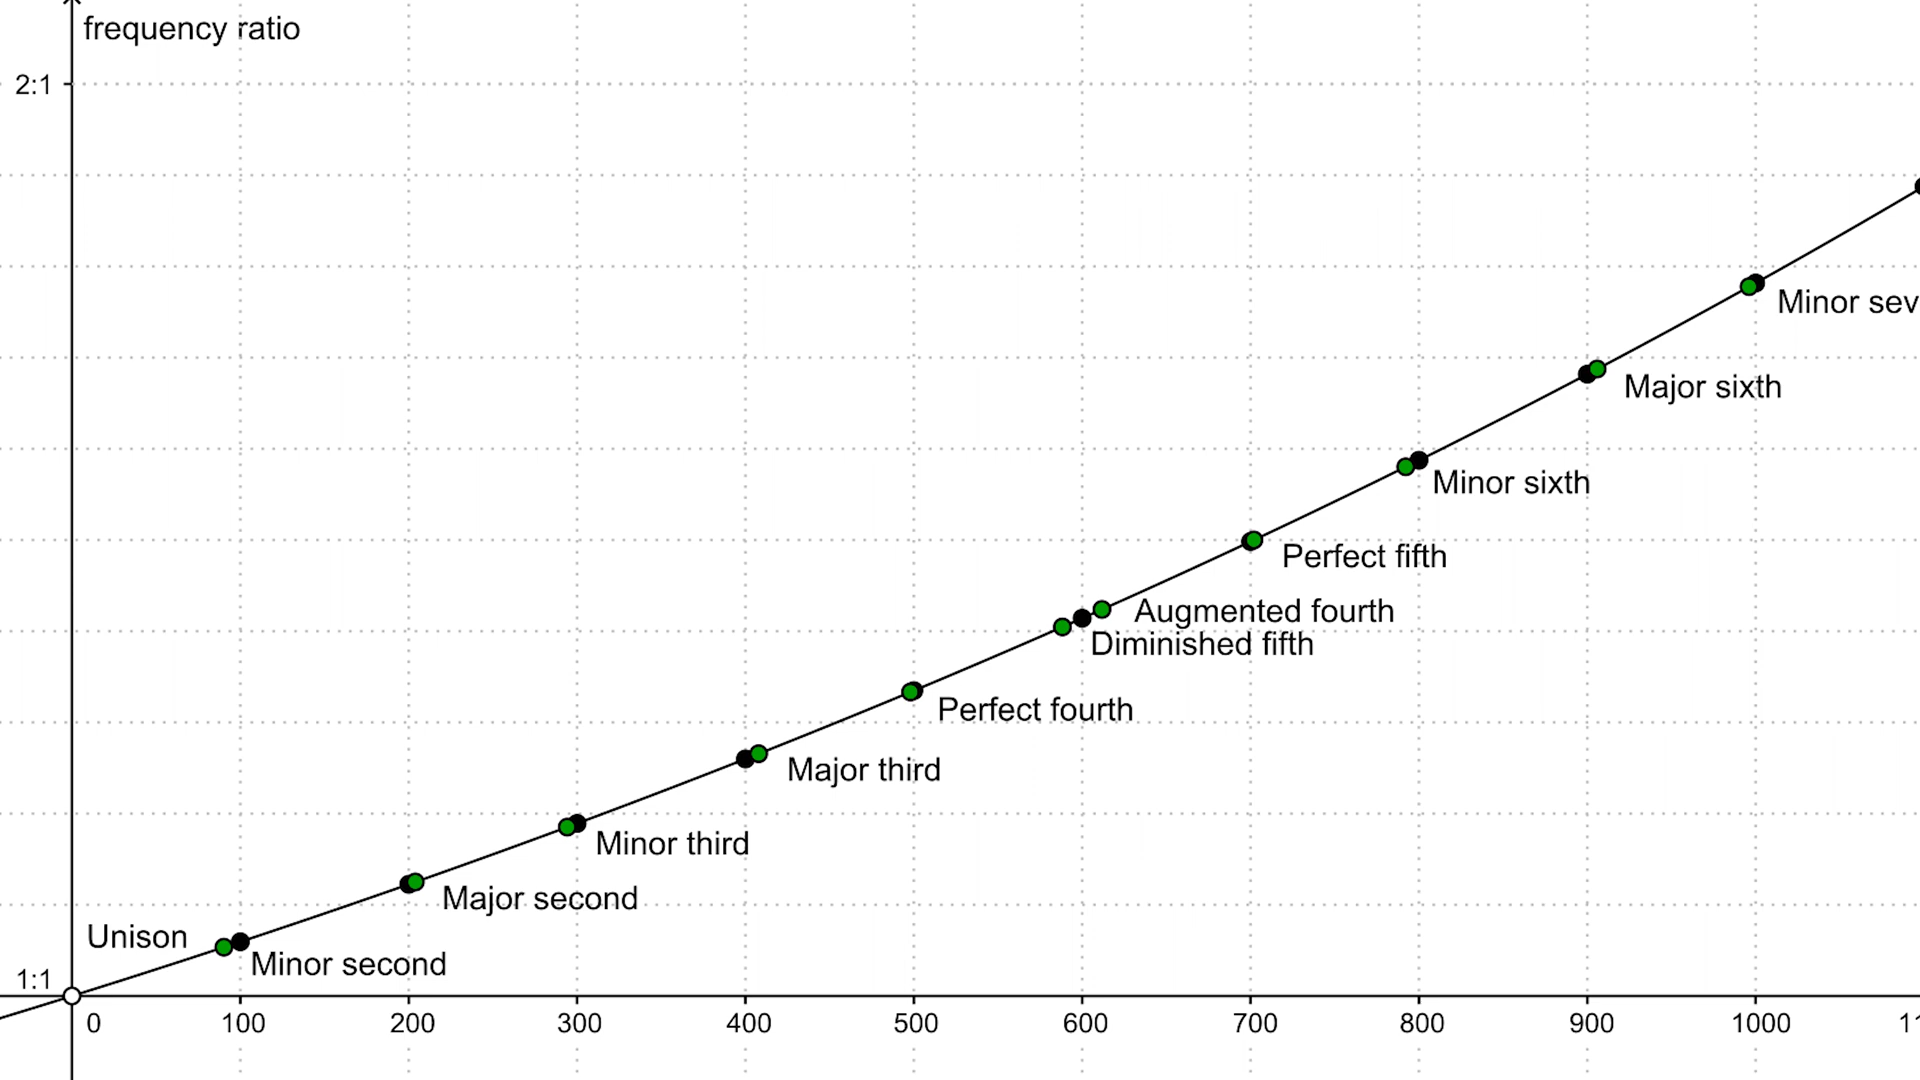 frequency ratio
2:1
Minor sev
Major sixth
Minor sixth
Perfect fifth
Augmented fourth
Diminished fifth
Perfect fourth
Major third
Minor third
Major second
Unison
Minor second
1:1
0 100 200 300 400 500 600 700 800 900 1000 11